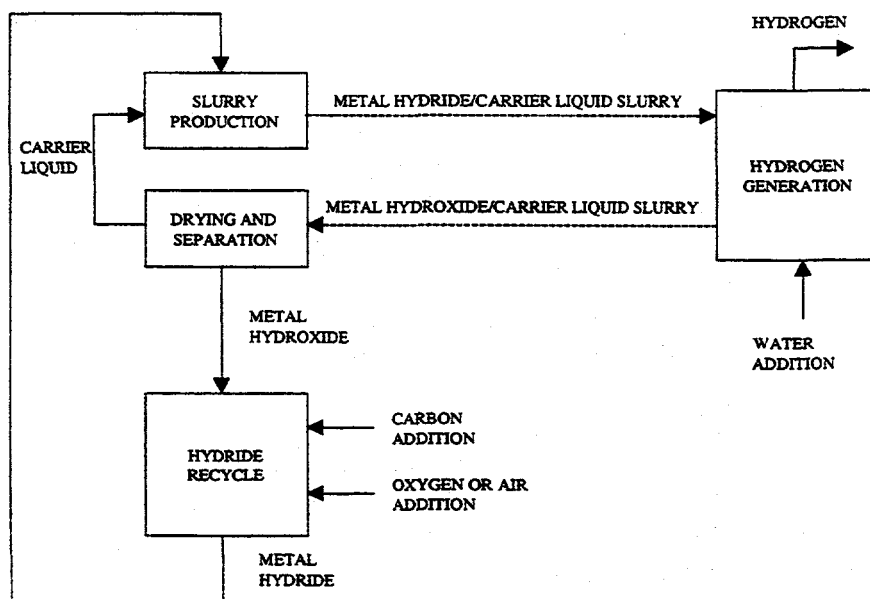 HYDROGEN
SLURRY
PRODUCTION
METAL HYDRIDE/CARRIER LIQUID SLURRY
CARRIER
LIQUID
HYDROGEN
GENERATION
DRYING AND
SEPARATION
METAL HYDROXIDE/CARRIER LIQUID SLURRY
METAL
HYDROXIDE
WATER
ADDITION
CARBON
ADDITION
HYDRIDE
RECYCLE
OXYGEN OR AIR
ADDITION
METAL
HYDRIDE